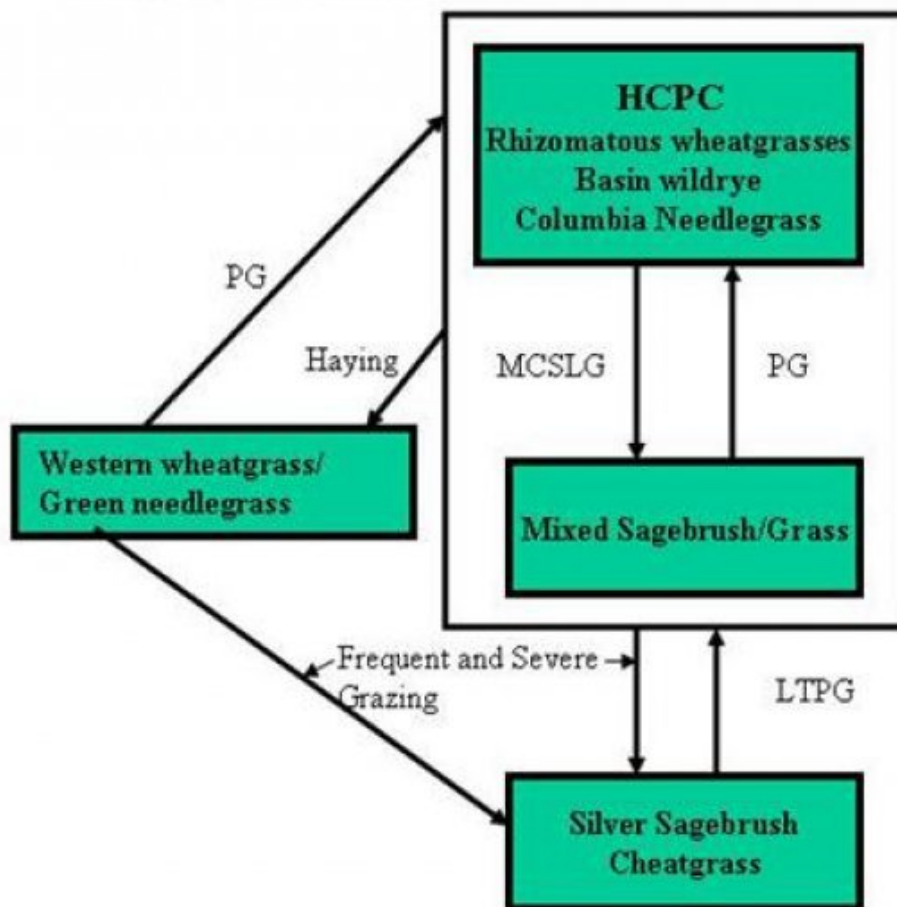 HCPC
Rhizomatous wheatgrasses
Basin wildrye
Columbia Needlegrass
PG
Haying
MCSLG
PG
Western wheatgrass/
Green needlegrass
Mixed Sagebrush/Grass
Frequent and Severe
Grazing
LTPG
Silver Sagebrush
Cheatgrass